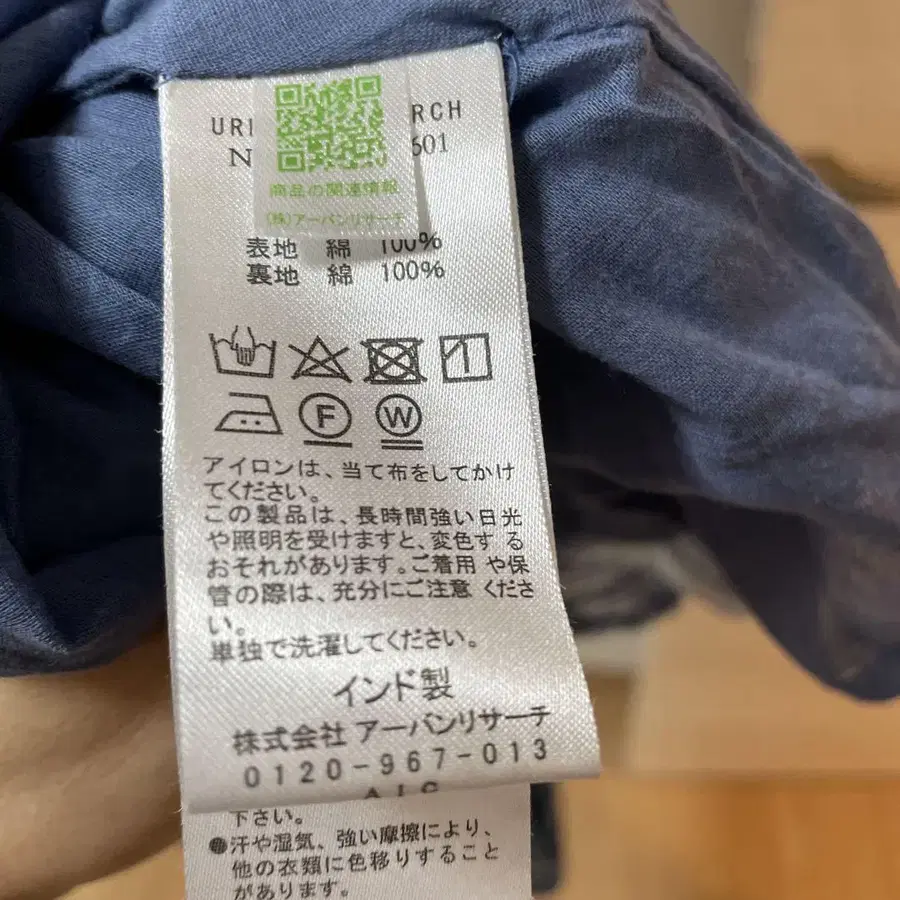 URB RCH
N 601
商品の関連情報
(株)アーバンリサーチ
表地 綿 100%
裏地 綿 100%
F W
アイロンは、当て布をしてかけ
てください。
この製品は、長時間強い日光
や照明を受けますと、変色する
おそれがあります。ご着用 や保
管の際は、充分にご注意 くださ
い。
単独で洗濯してください。
インド製
株式会社 アーバンリサーチ
0120-967-013
下さい。
●汗や湿気、強い摩擦により、
他の衣類に色移りすること
があります。